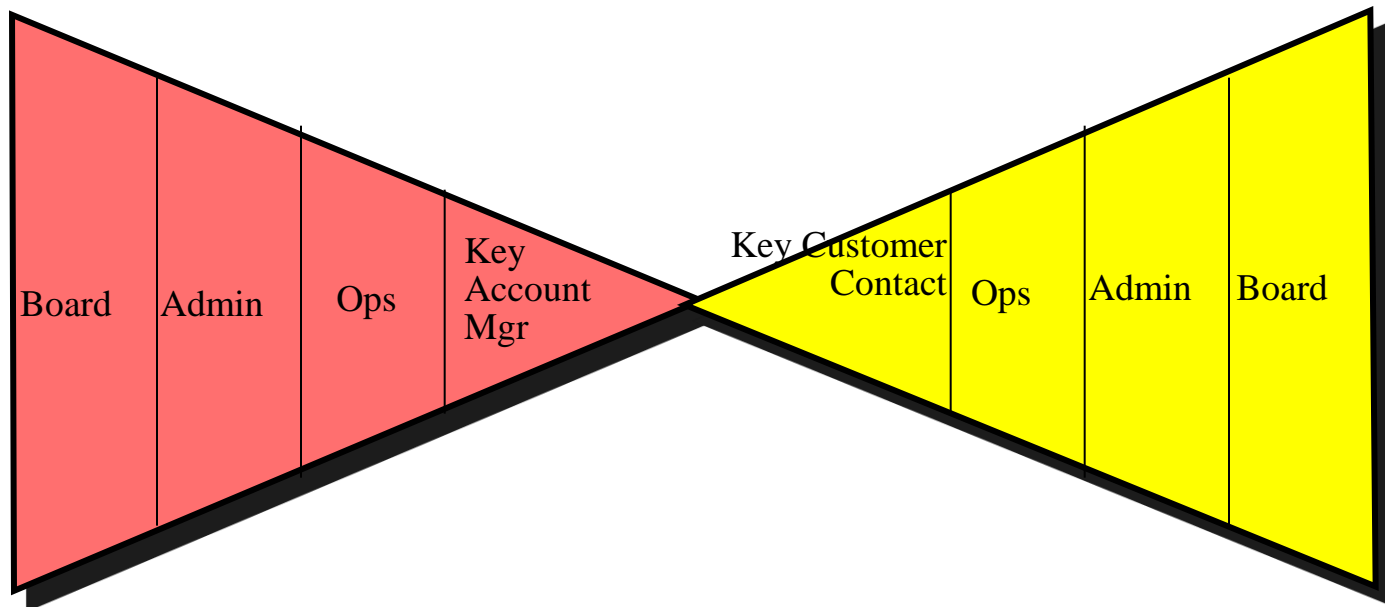 Board
Admin
Ops
Key
Account
Mgr
Key Customer
Contact
Ops
Admin
Board